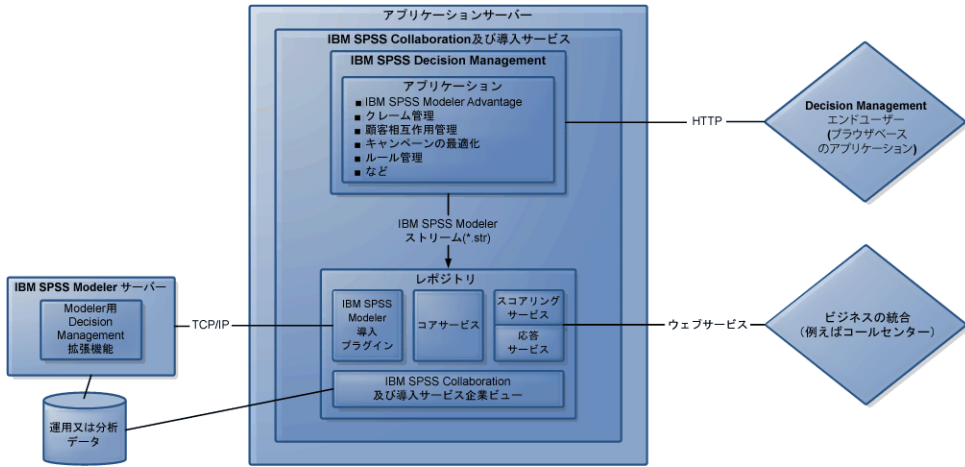 アプリケーションサーバー
IBM SPSS Collaboration及び導入サービス
IBM SPSS Decision Management
アプリケーション
■ IBM SPSS Modeler Advantage
■ クレーム管理
■ 顧客相互作用管理
■ キャンペーンの最適化
■ ルール管理
■ など
HTTP
Decision Management
エンドユーザー
(ブラウザベース
のアプリケーション)
IBM SPSS Modeler
ストリーム(*.str)
IBM SPSS Modeler サーバー
Modeler用
Decision
Management
拡張機能
TCP/IP
レポジトリ
IBM SPSS
Modeler
導入
プラグイン
コアサービス
スコアリング
サービス
応答
サービス
ウェブサービス
ビジネスの統合
(例えばコールセンター)
IBM SPSS Collaboration
及び導入サービス企業ビュー
運用又は分析
データ